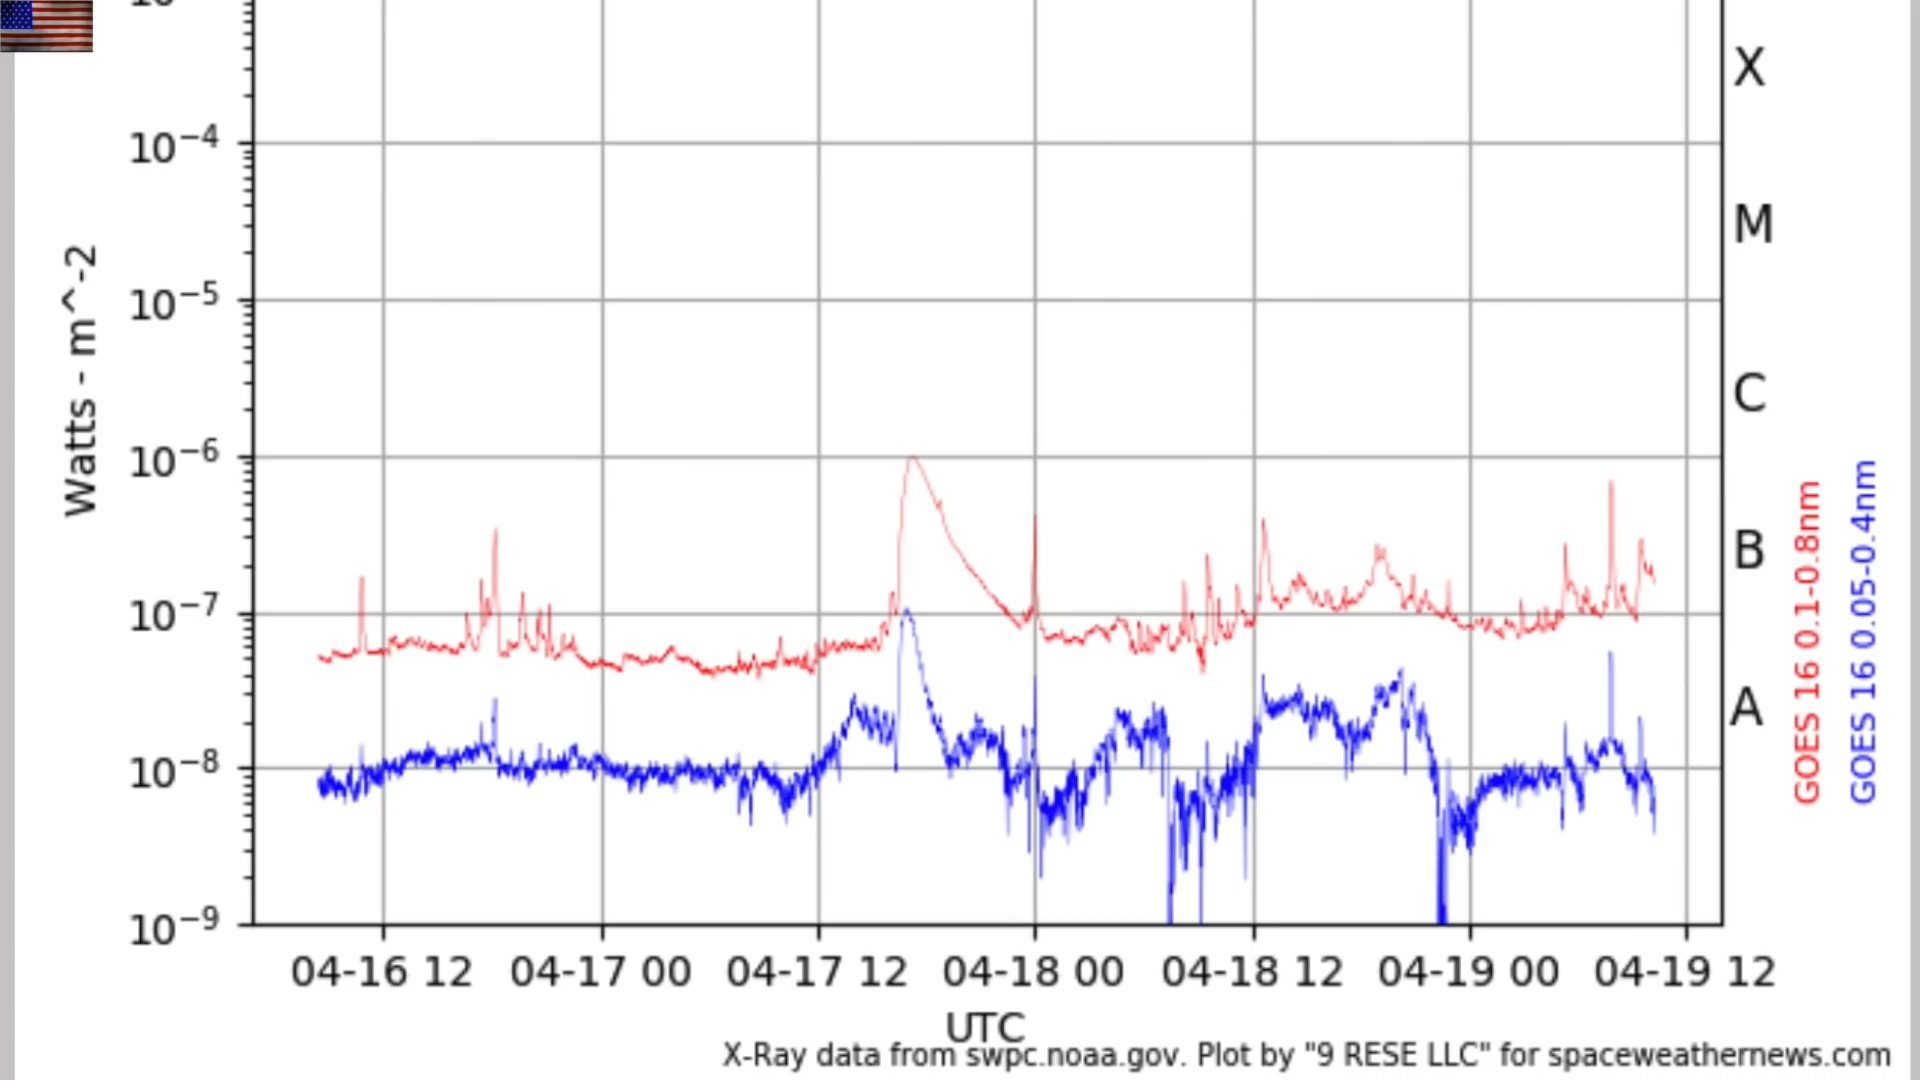 X
10⁻⁴
M
10⁻⁵
Watts - m^-2
C
10⁻⁶
B
10⁻⁷
A
10⁻⁸
10⁻⁹
GOES 16 0.1-0.8nm
GOES 16 0.05-0.4nm
04-16 12 04-17 00 04-17 12 04-18 00 04-18 12 04-19 00 04-19 12
UTC
X-Ray data from swpc.noaa.gov. Plot by "9 RESE LLC" for spaceweathernews.com